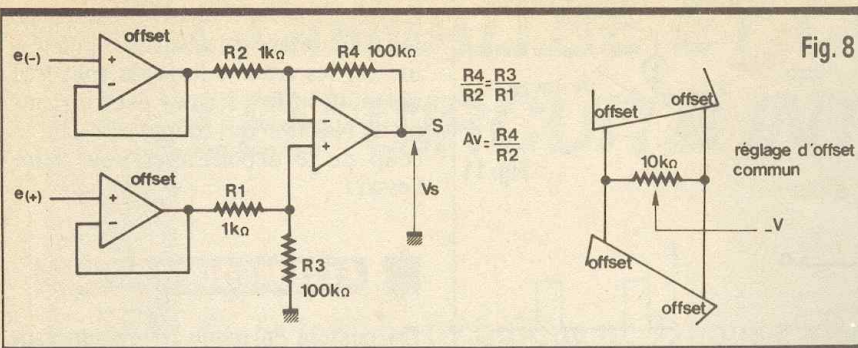 Fig. 8
offset
e(-)
+
-
R2 1kΩ
R4 100kΩ
-
+
S
Vs
offset
e(+)
+
-
R1
1kΩ
R3
100kΩ
R4/R2 = R3/R1
Av = R4/R2
offset
offset
10kΩ
réglage d'offset
commun
-V
offset
offset